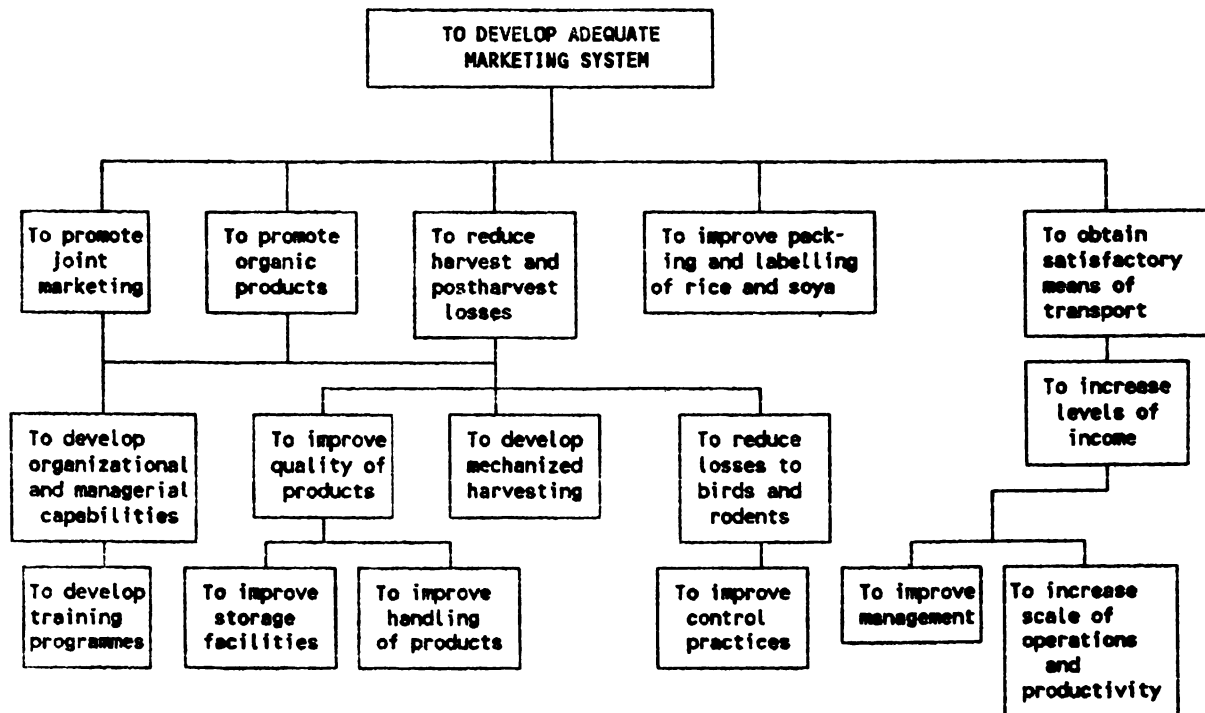 TO DEVELOP ADEQUATE
MARKETING SYSTEM
To promote
joint
marketing
To promote
organic
products
To reduce
harvest and
postharvest
losses
To improve pack-
ing and labelling
of rice and soya
To obtain
satisfactory
means of
transport
To increase
levels of
income
To develop
organizational
and managerial
capabilities
To improve
quality of
products
To develop
mechanized
harvesting
To reduce
losses to
birds and
rodents
To develop
training
programmes
To improve
storage
facilities
To improve
handling
of products
To improve
control
practices
To improve
management
To increase
scale of
operations
and
productivity